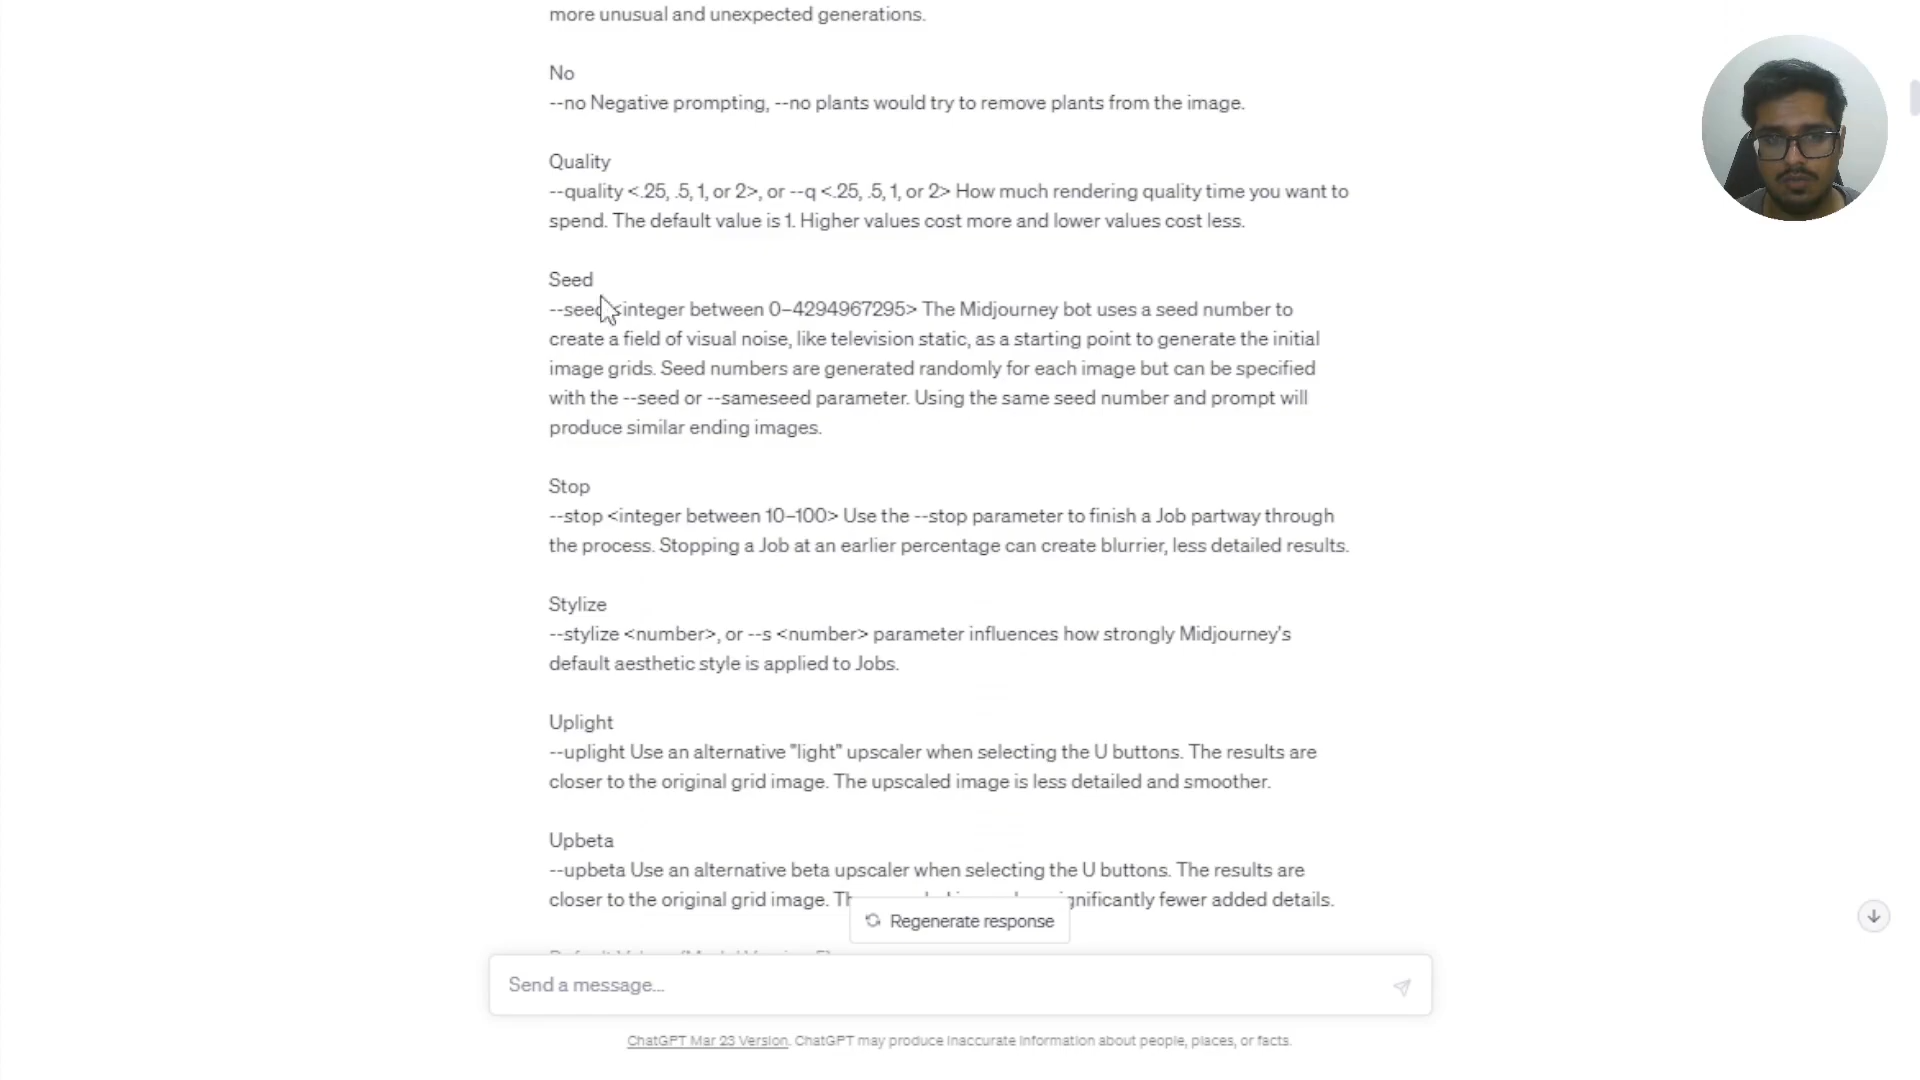 more unusual and unexpected generations.
No
--no Negative prompting, --no plants would try to remove plants from the image.
Quality
--quality <.25, .5, 1, or 2>, or --q <.25, .5, 1, or 2> How much rendering quality time you want to
spend. The default value is 1. Higher values cost more and lower values cost less.
Seed
--seed <integer between 0–4294967295> The Midjourney bot uses a seed number to
create a field of visual noise, like television static, as a starting point to generate the initial
image grids. Seed numbers are generated randomly for each image but can be specified
with the --seed or --sameseed parameter. Using the same seed number and prompt will
produce similar ending images.
Stop
--stop <integer between 10–100> Use the --stop parameter to finish a Job partway through
the process. Stopping a Job at an earlier percentage can create blurrier, less detailed results.
Stylize
--stylize <number>, or --s <number> parameter influences how strongly Midjourney's
default aesthetic style is applied to Jobs.
Uplight
--uplight Use an alternative "light" upscaler when selecting the U buttons. The results are
closer to the original grid image. The upscaled image is less detailed and smoother.
Upbeta
--upbeta Use an alternative beta upscaler when selecting the U buttons. The results are
closer to the original grid image. significantly fewer added details.
Regenerate response
Send a message...
ChatGPT Mar 23 Version. ChatGPT may produce inaccurate information about people, places, or facts.